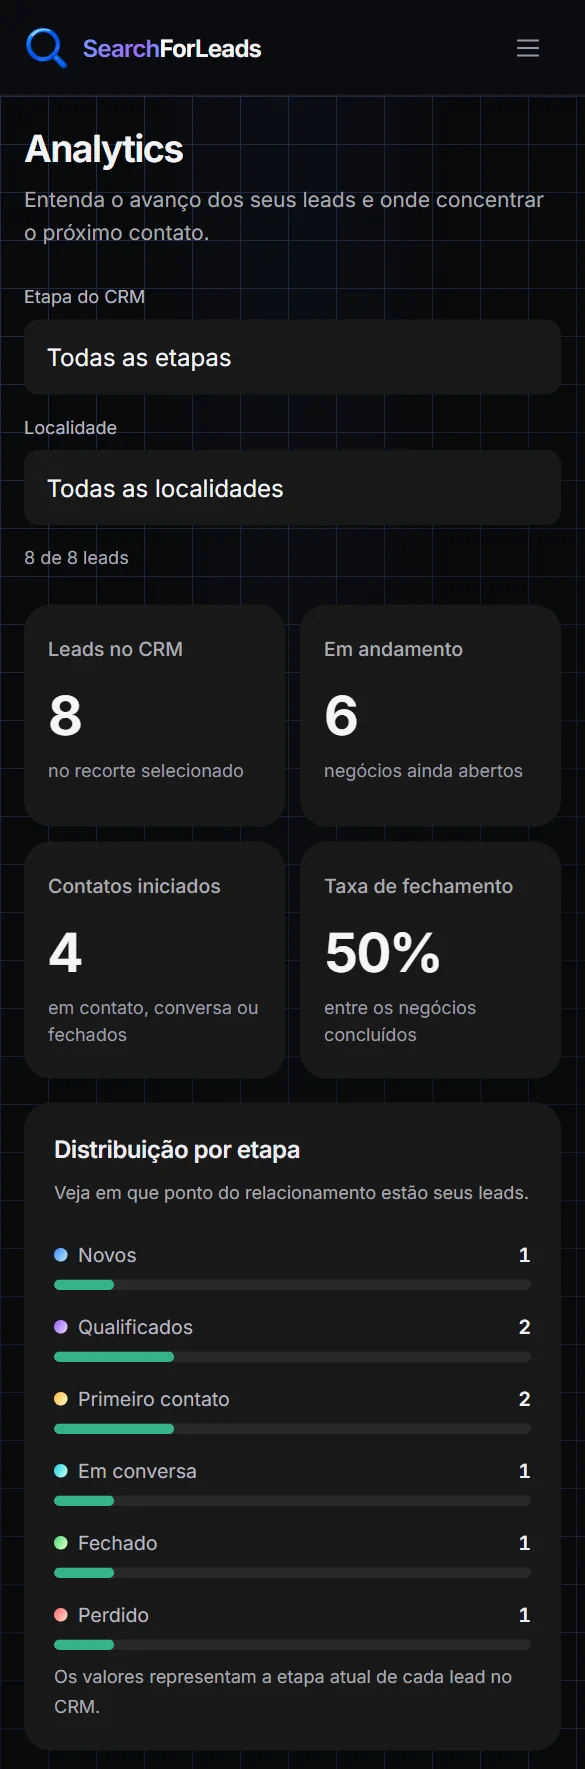 SearchForLeads
Analytics
Entenda o avanço dos seus leads e onde concentrar
o próximo contato.
Etapa do CRM
Todas as etapas
Localidade
Todas as localidades
8 de 8 leads
Leads no CRM
8
no recorte selecionado
Em andamento
6
negócios ainda abertos
Contatos iniciados
4
em contato, conversa ou
fechados
Taxa de fechamento
50%
entre os negócios
concluídos
Distribuição por etapa
Veja em que ponto do relacionamento estão seus leads.
Novos 1
Qualificados 2
Primeiro contato 2
Em conversa 1
Fechado 1
Perdido 1
Os valores representam a etapa atual de cada lead no
CRM.